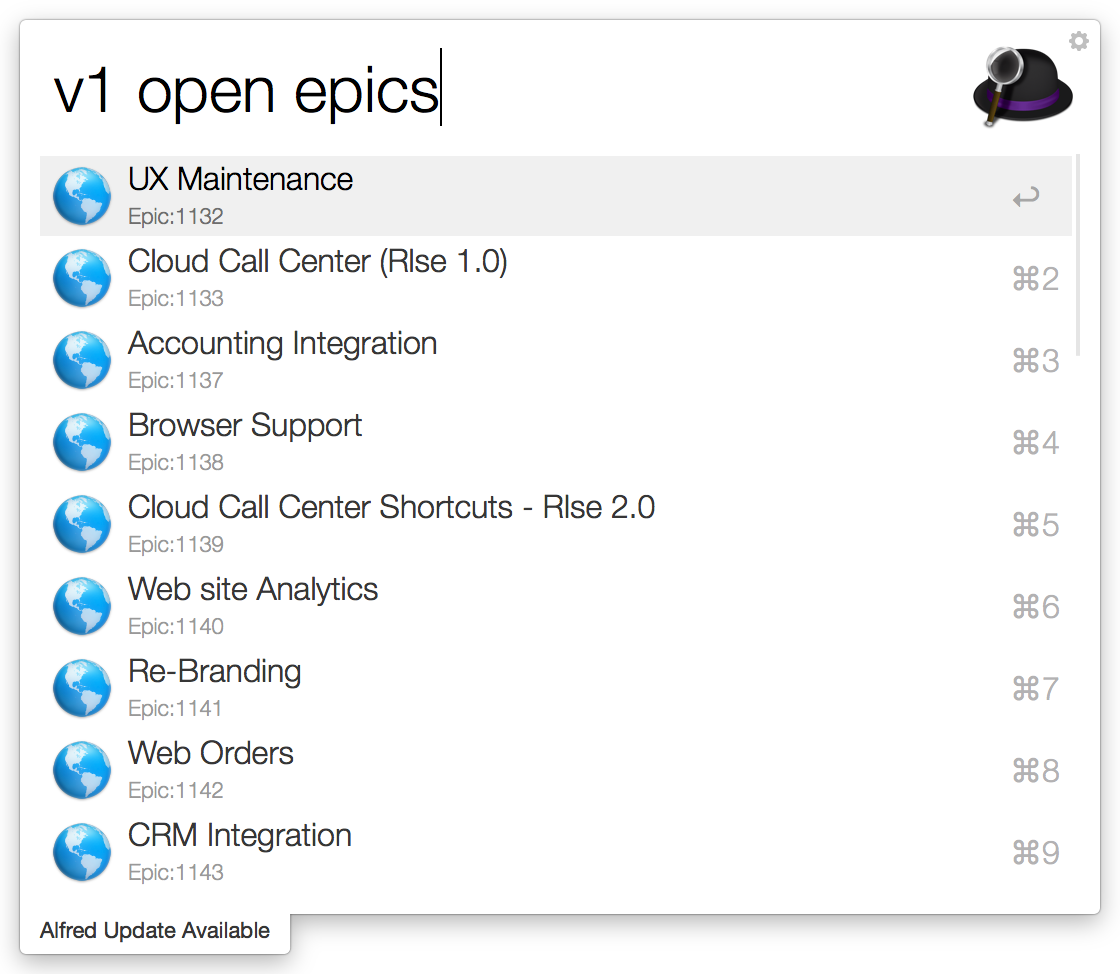 v1 open epics
UX Maintenance
Epic:1132
↩
Cloud Call Center (Rlse 1.0)
Epic:1133
⌘2
Accounting Integration
Epic:1137
⌘3
Browser Support
Epic:1138
⌘4
Cloud Call Center Shortcuts - Rlse 2.0
Epic:1139
⌘5
Web site Analytics
Epic:1140
⌘6
Re-Branding
Epic:1141
⌘7
Web Orders
Epic:1142
⌘8
CRM Integration
Epic:1143
⌘9
Alfred Update Available